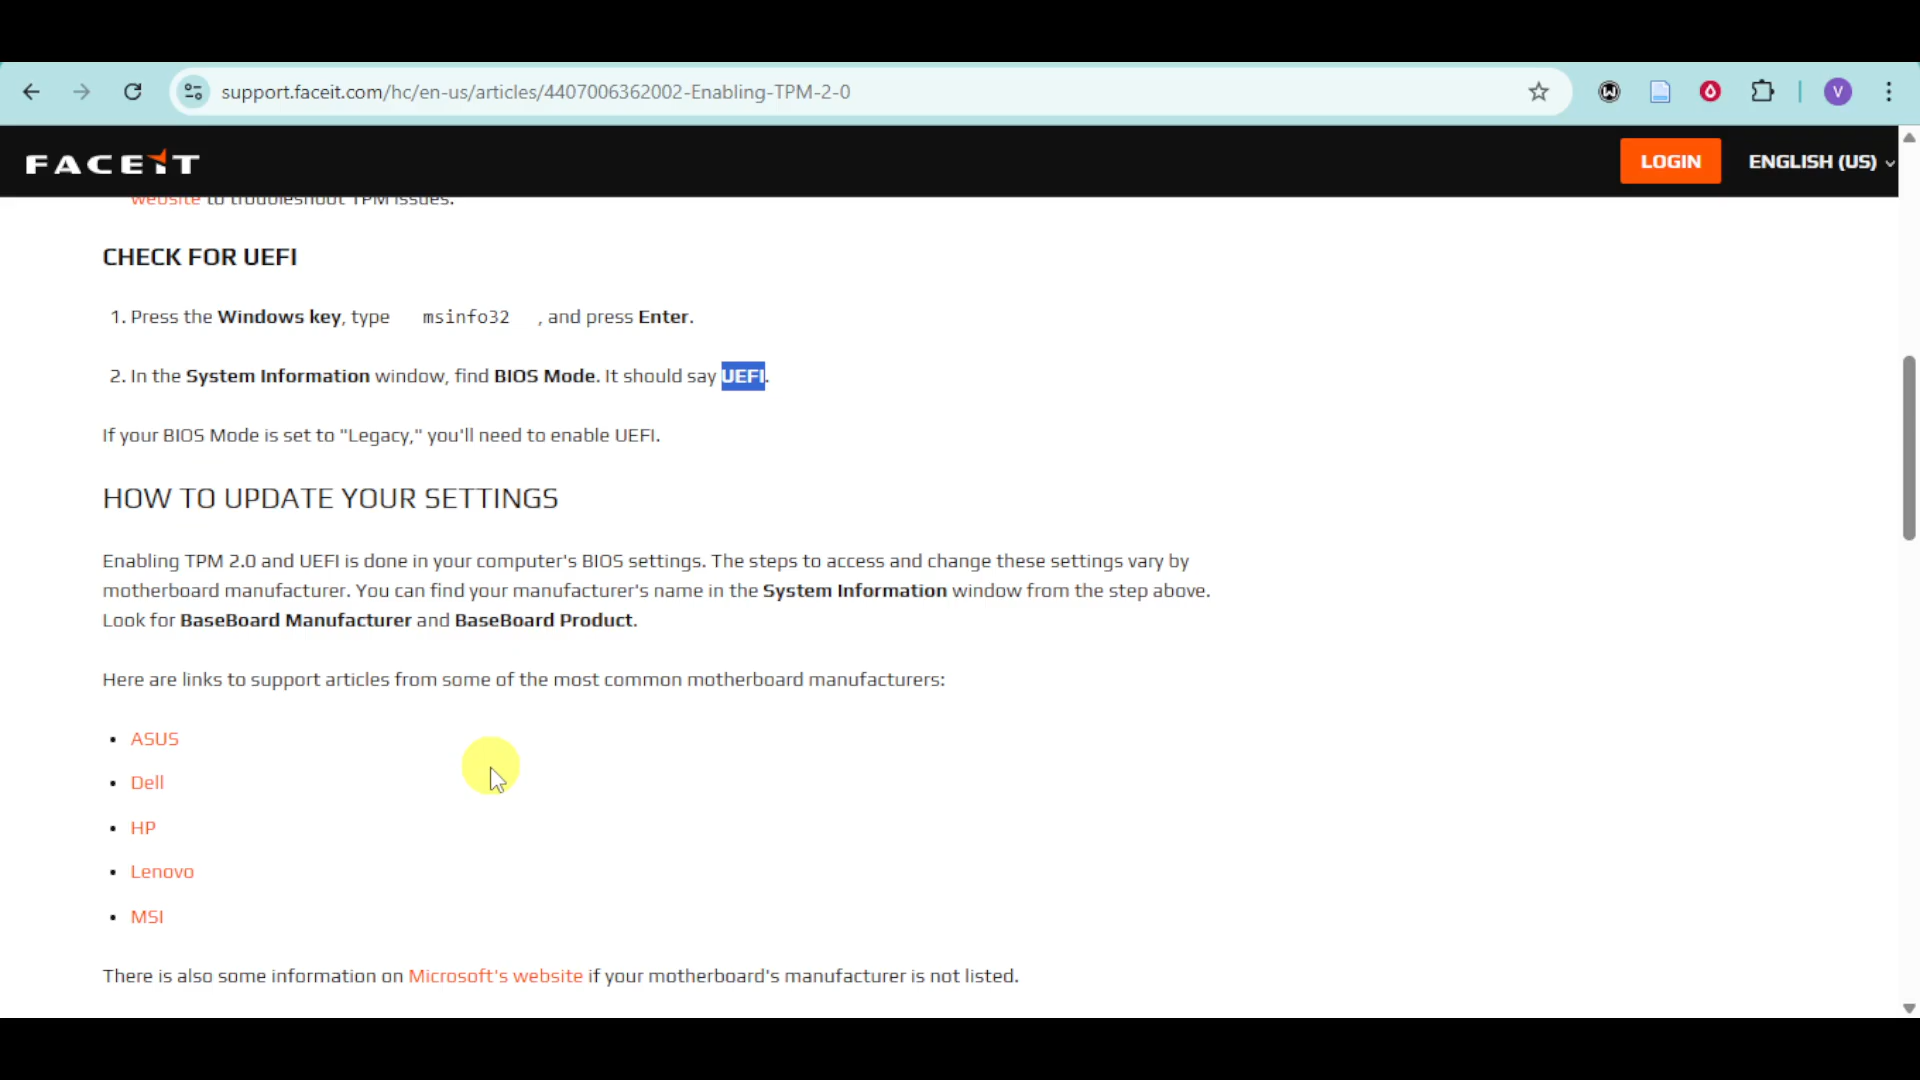 support.faceit.com/hc/en-us/articles/4407006362002-Enabling-TPM-2-0
V
FACEIT
LOGIN
ENGLISH (US)
website to troubleshoot TPM issues.
CHECK FOR UEFI
1. Press the Windows key, type msinfo32 , and press Enter.
2. In the System Information window, find BIOS Mode. It should say UEFI.
If your BIOS Mode is set to "Legacy," you'll need to enable UEFI.
HOW TO UPDATE YOUR SETTINGS
Enabling TPM 2.0 and UEFI is done in your computer's BIOS settings. The steps to access and change these settings vary by
motherboard manufacturer. You can find your manufacturer's name in the System Information window from the step above.
Look for BaseBoard Manufacturer and BaseBoard Product.
Here are links to support articles from some of the most common motherboard manufacturers:
• ASUS
• Dell
• HP
• Lenovo
• MSI
There is also some information on Microsoft's website if your motherboard's manufacturer is not listed.